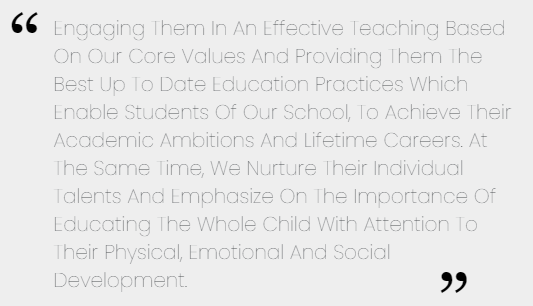 “ Engaging Them In An Effective Teaching Based
On Our Core Values And Providing Them The
Best Up To Date Education Practices Which
Enable Students Of Our School, To Achieve Their
Academic Ambitions And Lifetime Careers. At
The Same Time, We Nurture Their Individual
Talents And Emphasize On The Importance Of
Educating The Whole Child With Attention To
Their Physical, Emotional And Social
Development. ”